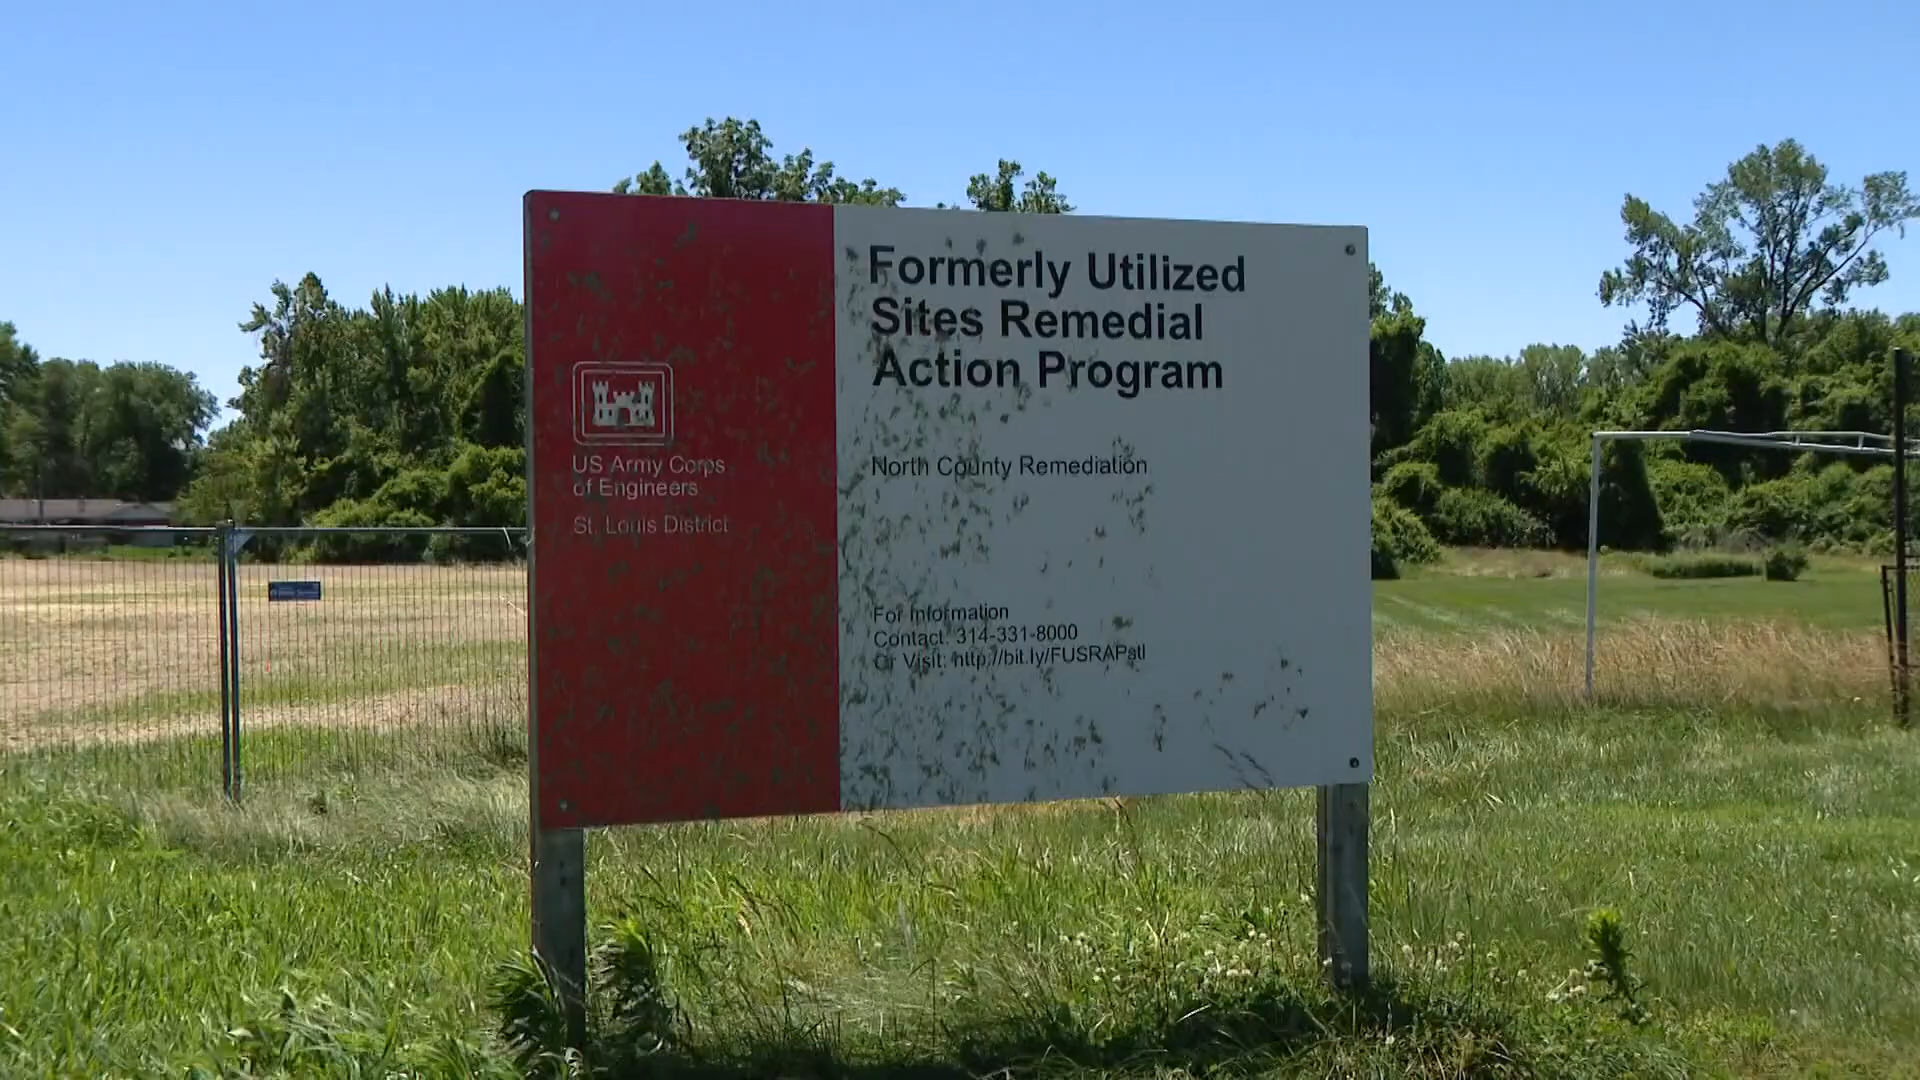 US Army Corps
of Engineers
St. Louis District
Formerly Utilized
Sites Remedial
Action Program
North County Remediation
For Information
Contact: 314-331-8000
Or Visit: http://bit.ly/FUSRAPstl